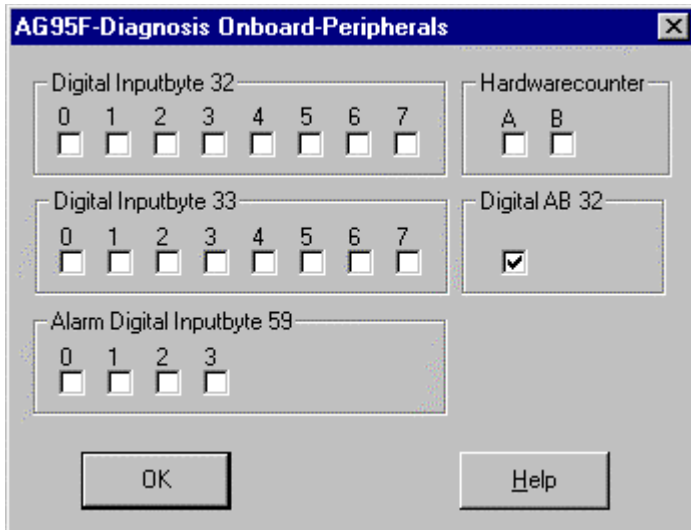 AG95F-Diagnosis Onboard-Peripherals
Digital Inputbyte 32
0 1 2 3 4 5 6 7
Hardwarecounter
A B
Digital Inputbyte 33
0 1 2 3 4 5 6 7
Digital AB 32
Alarm Digital Inputbyte 59
0 1 2 3
OK
Help